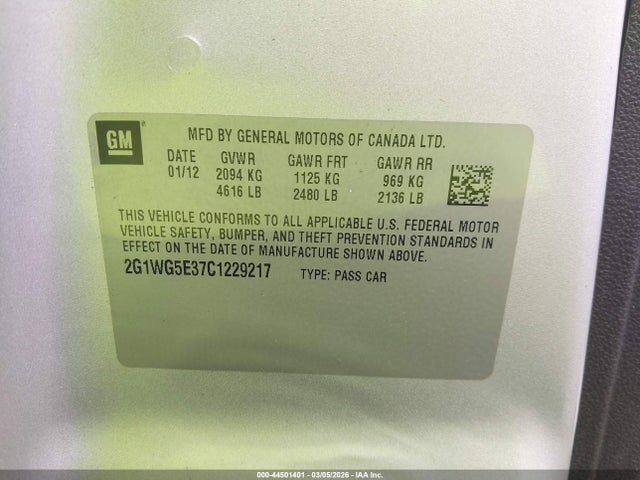 GM
MFD BY GENERAL MOTORS OF CANADA LTD.
DATE GVWR GAWR FRT GAWR RR
01/12 2094 KG 1125 KG 969 KG
4616 LB 2480 LB 2136 LB
THIS VEHICLE CONFORMS TO ALL APPLICABLE U.S. FEDERAL MOTOR
VEHICLE SAFETY, BUMPER, AND THEFT PREVENTION STANDARDS IN
EFFECT ON THE DATE OF MANUFACTURE SHOWN ABOVE.
2G1WG5E37C1229217 TYPE: PASS CAR
000-44501401 - 03/05/2026 - IAA Inc.